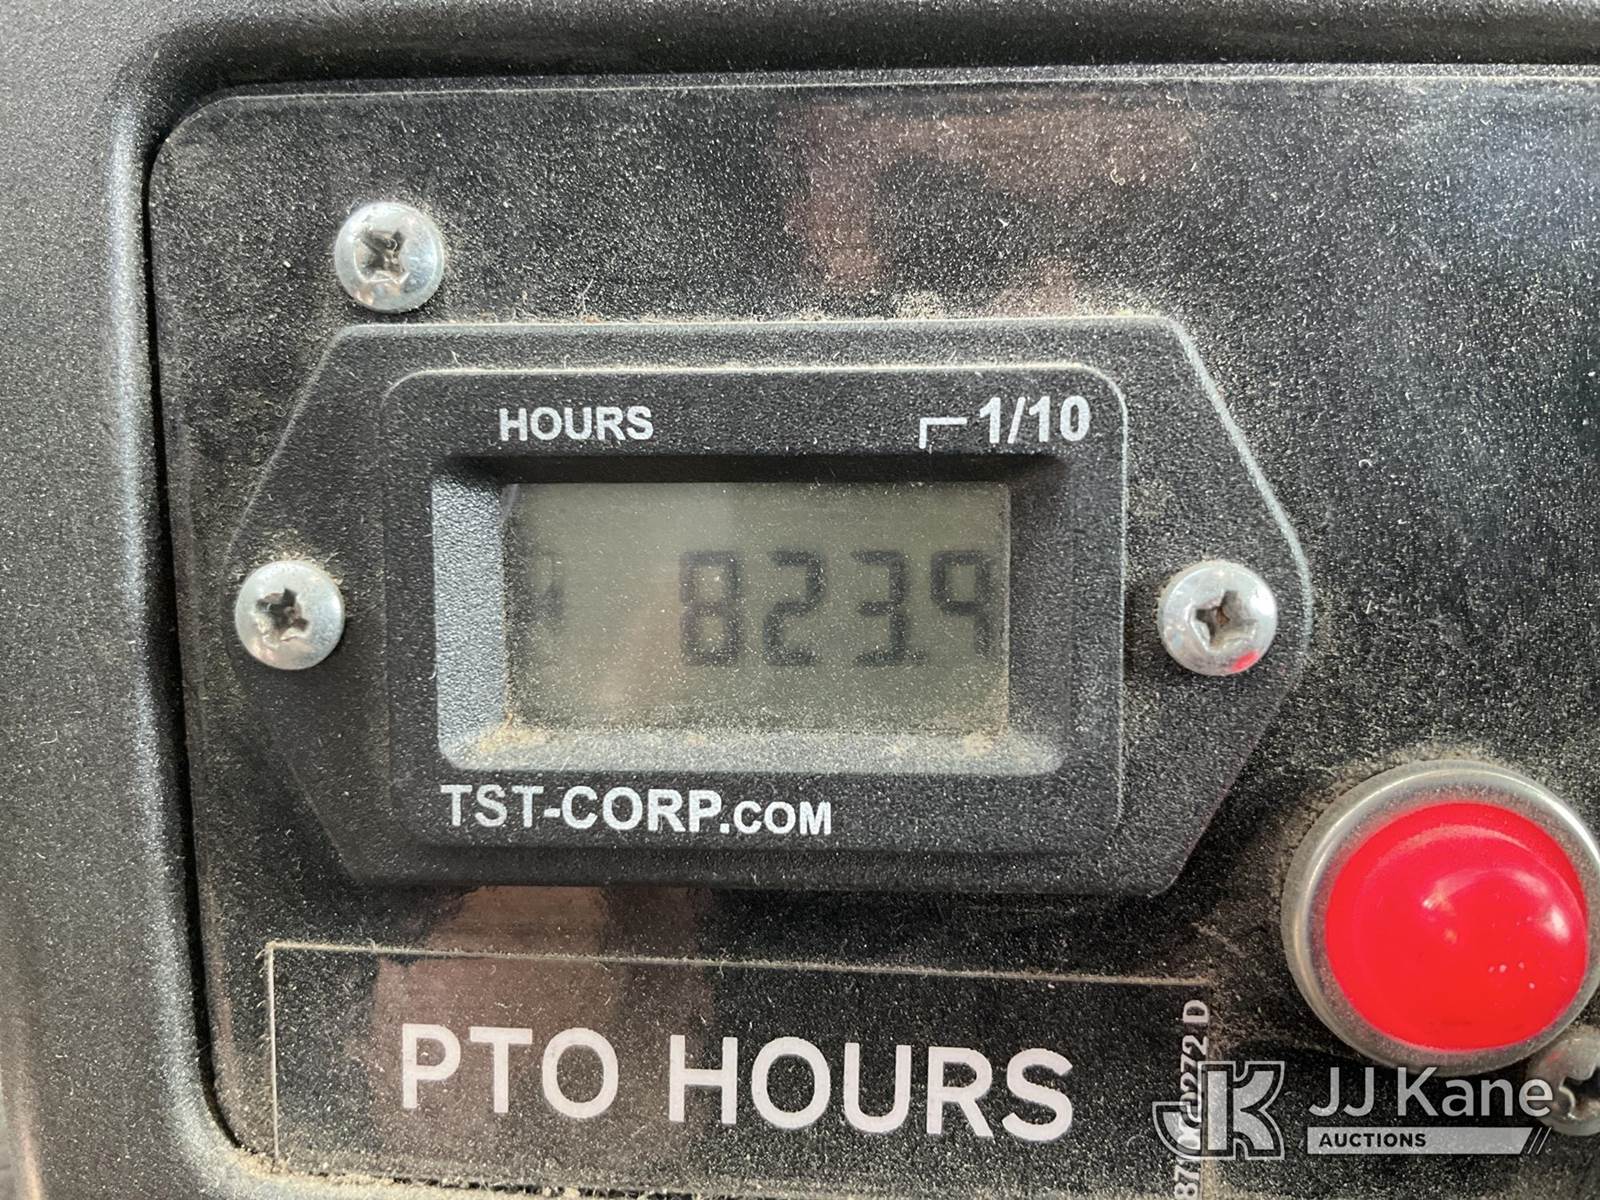 HOURS
1/10
823.9
TST-CORP.COM
PTO HOURS
JJ Kane
AUCTIONS